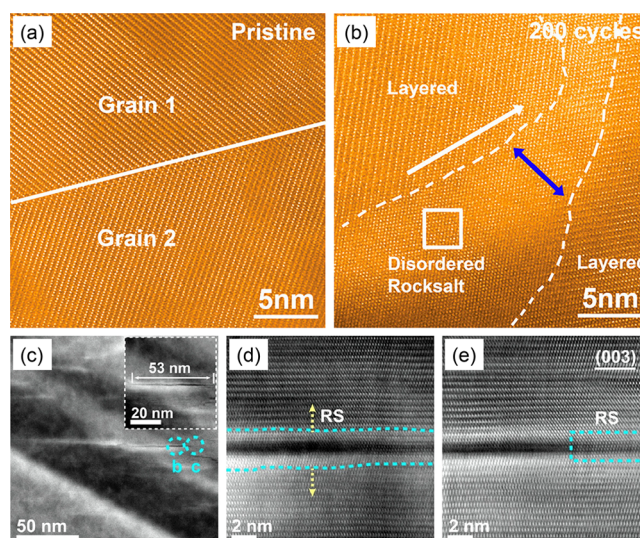 (a)
Pristine
Grain 1
Grain 2
5nm
(b)
200 cycles
Layered
Disordered
Rocksalt
Layered
5nm
(c)
53 nm
20 nm
b
c
50 nm
(d)
RS
2 nm
(e)
(003)
RS
2 nm